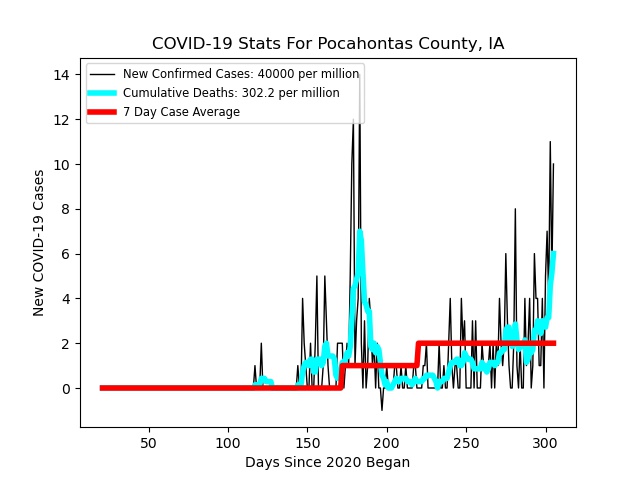 COVID-19 Stats For Pocahontas County, IA
New Confirmed Cases: 40000 per million
Cumulative Deaths: 302.2 per million
7 Day Case Average
New COVID-19 Cases
14
12
10
8
6
4
2
0
50 100 150 200 250 300
Days Since 2020 Began